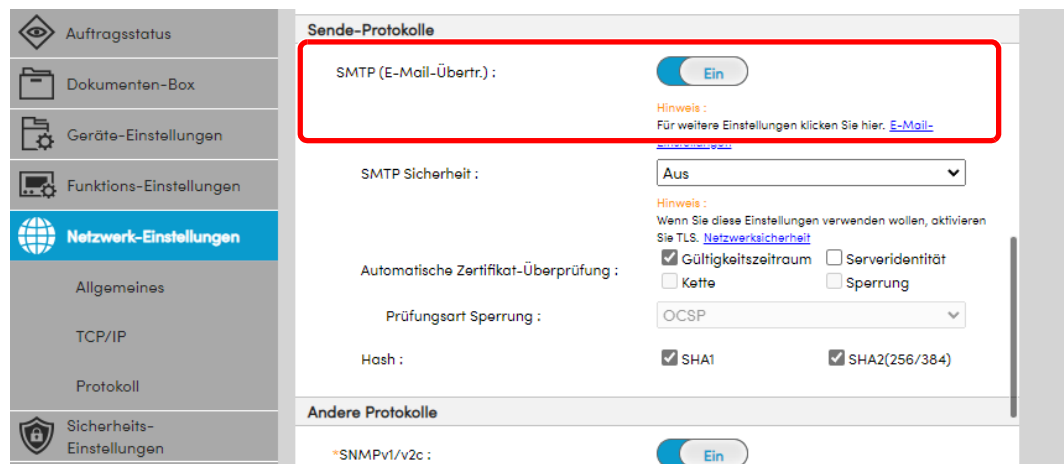 Auftragsstatus
Dokumenten-Box
Geräte-Einstellungen
Funktions-Einstellungen
Netzwerk-Einstellungen
Allgemeines
TCP/IP
Protokoll
Sicherheits-
Einstellungen
Sende-Protokolle
SMTP (E-Mail-Übertr.) :
Ein
Hinweis :
Für weitere Einstellungen klicken Sie hier. E-Mail-
Einstellungen
SMTP Sicherheit :
Aus
Hinweis :
Wenn Sie diese Einstellungen verwenden wollen, aktivieren
Sie TLS. Netzwerksicherheit
Automatische Zertifikat-Überprüfung :
Gültigkeitszeitraum
Serveridentität
Kette
Sperrung
Prüfungsart Sperrung :
OCSP
Hash :
SHA1
SHA2(256/384)
Andere Protokolle
*SNMPv1/v2c :
Ein